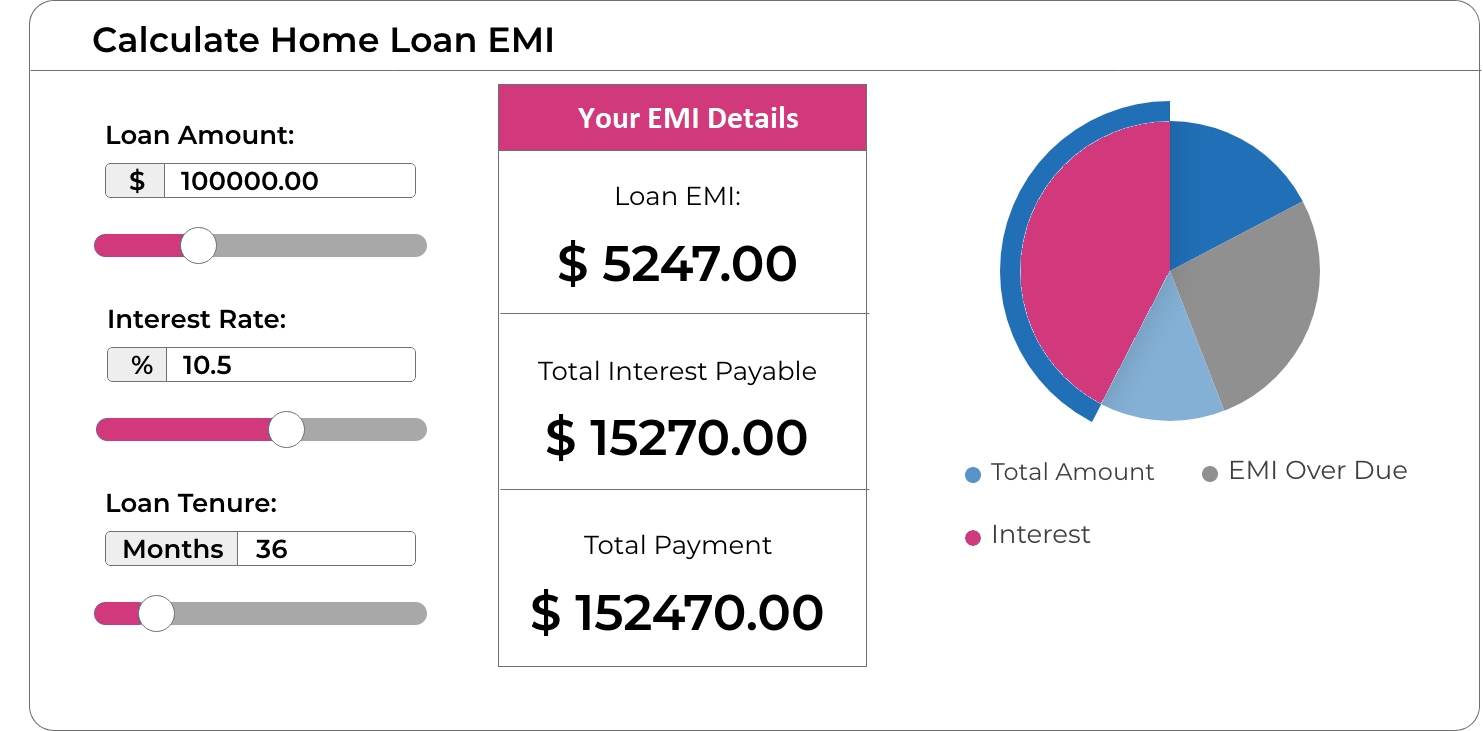 Calculate Home Loan EMI
Loan Amount:
$ 100000.00
Interest Rate:
% 10.5
Loan Tenure:
Months 36
Your EMI Details
Loan EMI:
$ 5247.00
Total Interest Payable
$ 15270.00
Total Payment
$ 152470.00
Total Amount
EMI Over Due
Interest